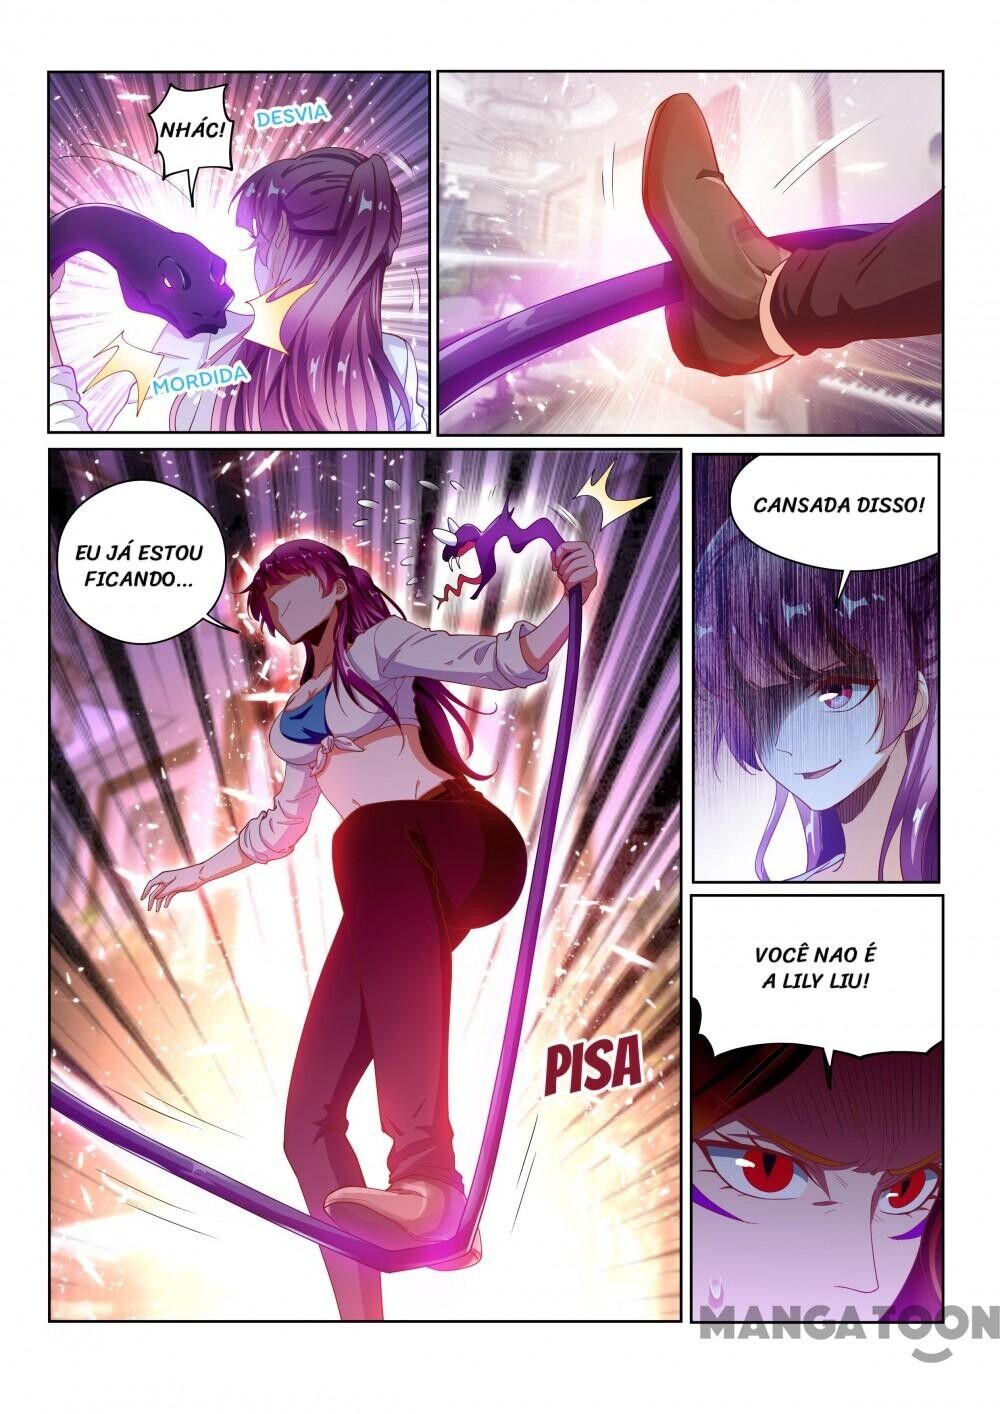 NHÁC!
DESVIA
MORDIDA
EU JÁ ESTOU
FICANDO...
PISA
CANSADA DISSO!
VOCÊ NAO É
A LILY LIU!
MANGATOON